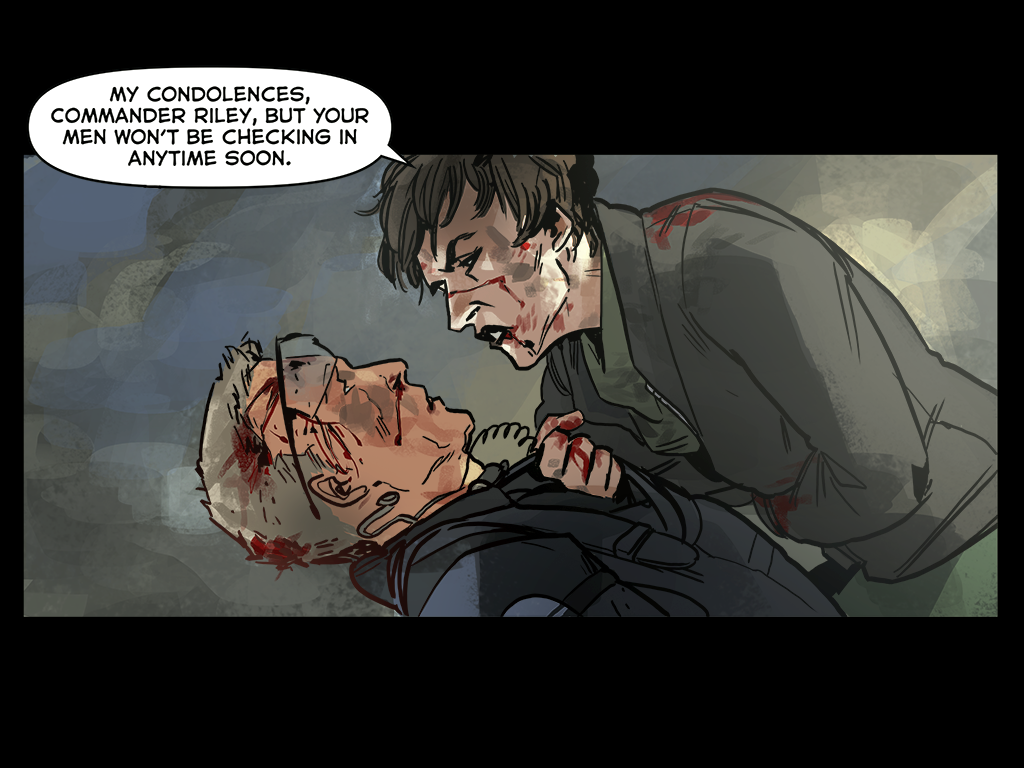 MY CONDOLENCES,
COMMANDER RILEY, BUT YOUR
MEN WON'T BE CHECKING IN
ANYTIME SOON.